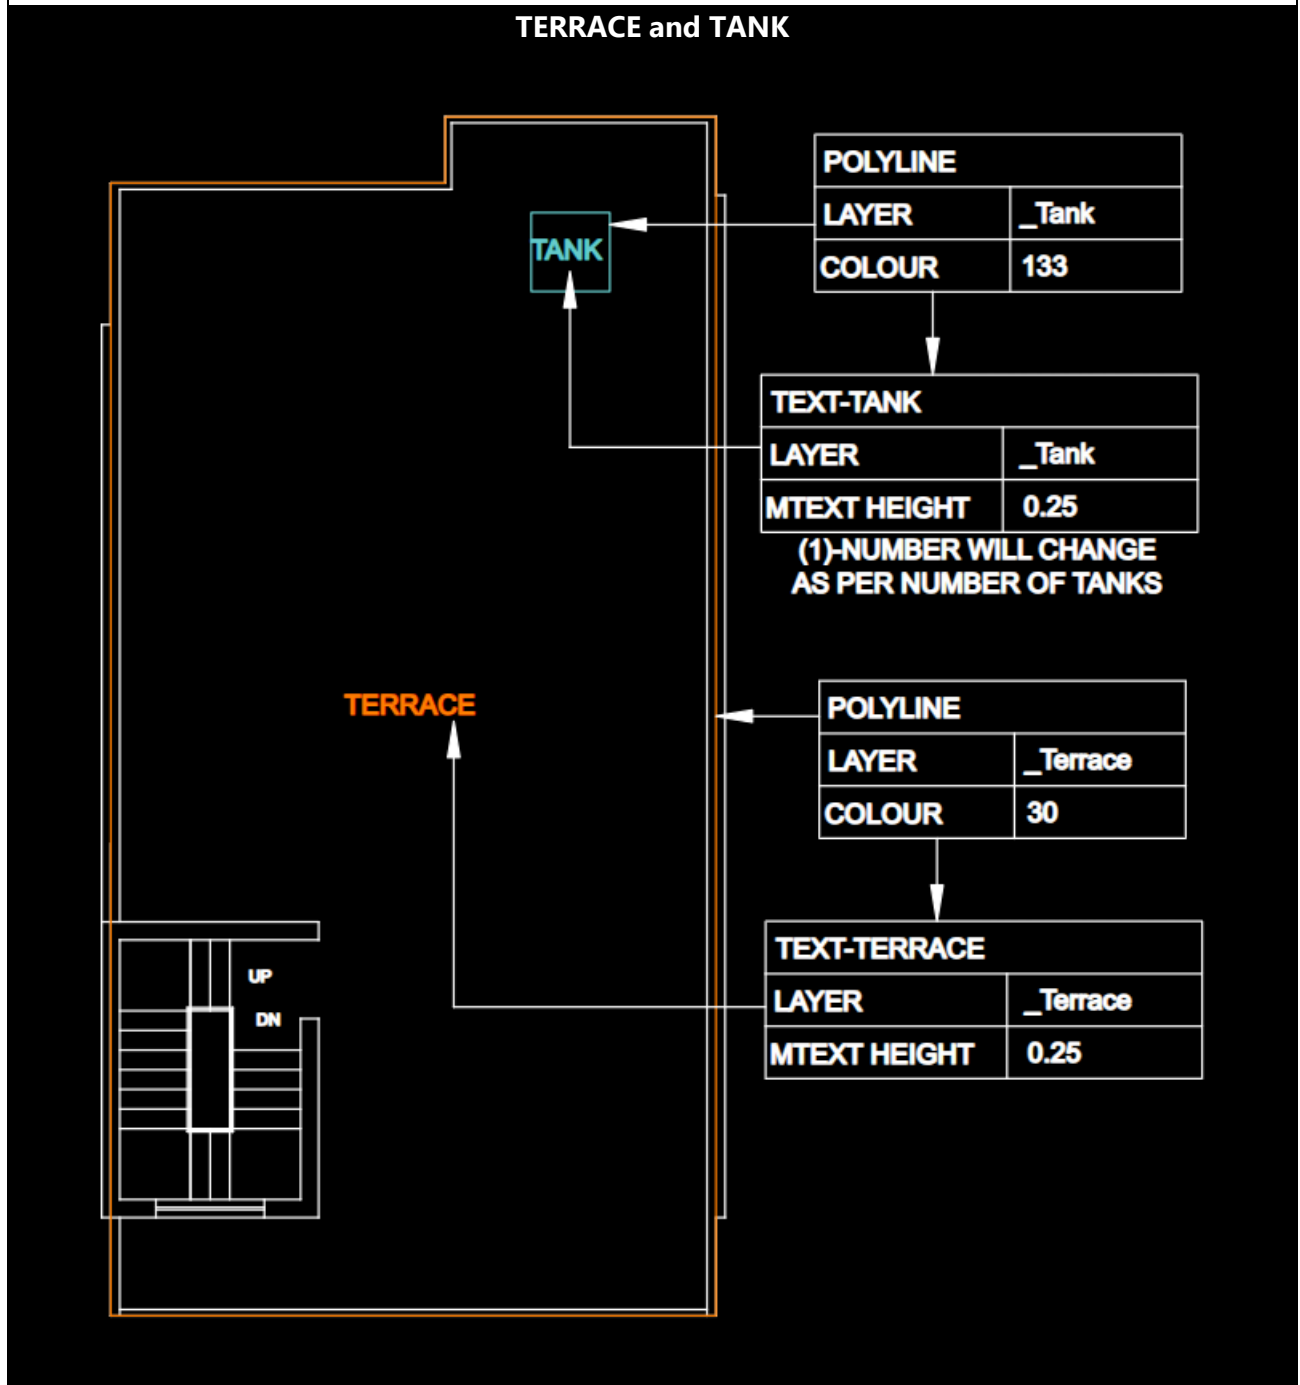 TERRACE and TANK
POLYLINE
LAYER _Tank
COLOUR 133
TANK
TEXT-TANK
LAYER _Tank
MTEXT HEIGHT 0.25
(1)-NUMBER WILL CHANGE
AS PER NUMBER OF TANKS
TERRACE
POLYLINE
LAYER _Terrace
COLOUR 30
TEXT-TERRACE
LAYER _Terrace
MTEXT HEIGHT 0.25
UP
DN